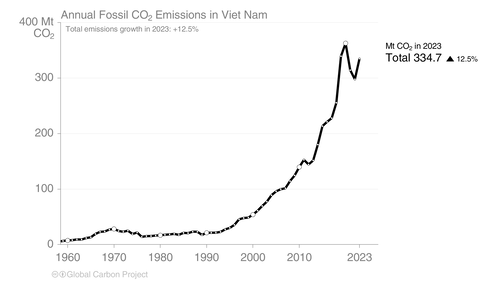 Annual Fossil CO₂ Emissions in Viet Nam
400 Mt
CO₂
Total emissions growth in 2023: +12.5%
Mt CO₂ in 2023
Total 334.7 ▲ 12.5%
300
200
100
0
1960 1970 1980 1990 2000 2010 2023
Global Carbon Project